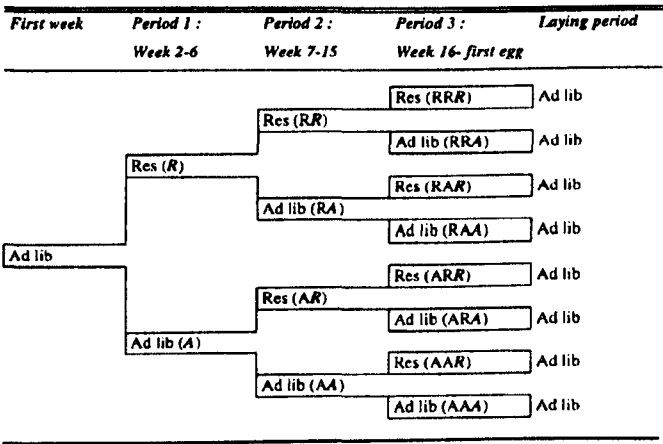 First week Period 1 : Period 2 : Period 3 : Laying period
Week 2-6 Week 7-15 Week 16- first egg
Res (RRR) Ad lib
Res (RR)
Ad lib (RRA) Ad lib
Res (R)
Res (RAR) Ad lib
Ad lib (RA)
Ad lib (RAA) Ad lib
Ad lib
Res (ARR) Ad lib
Res (AR)
Ad lib (ARA) Ad lib
Ad lib (A)
Res (AAR) Ad lib
Ad lib (AA)
Ad lib (AAA) Ad lib